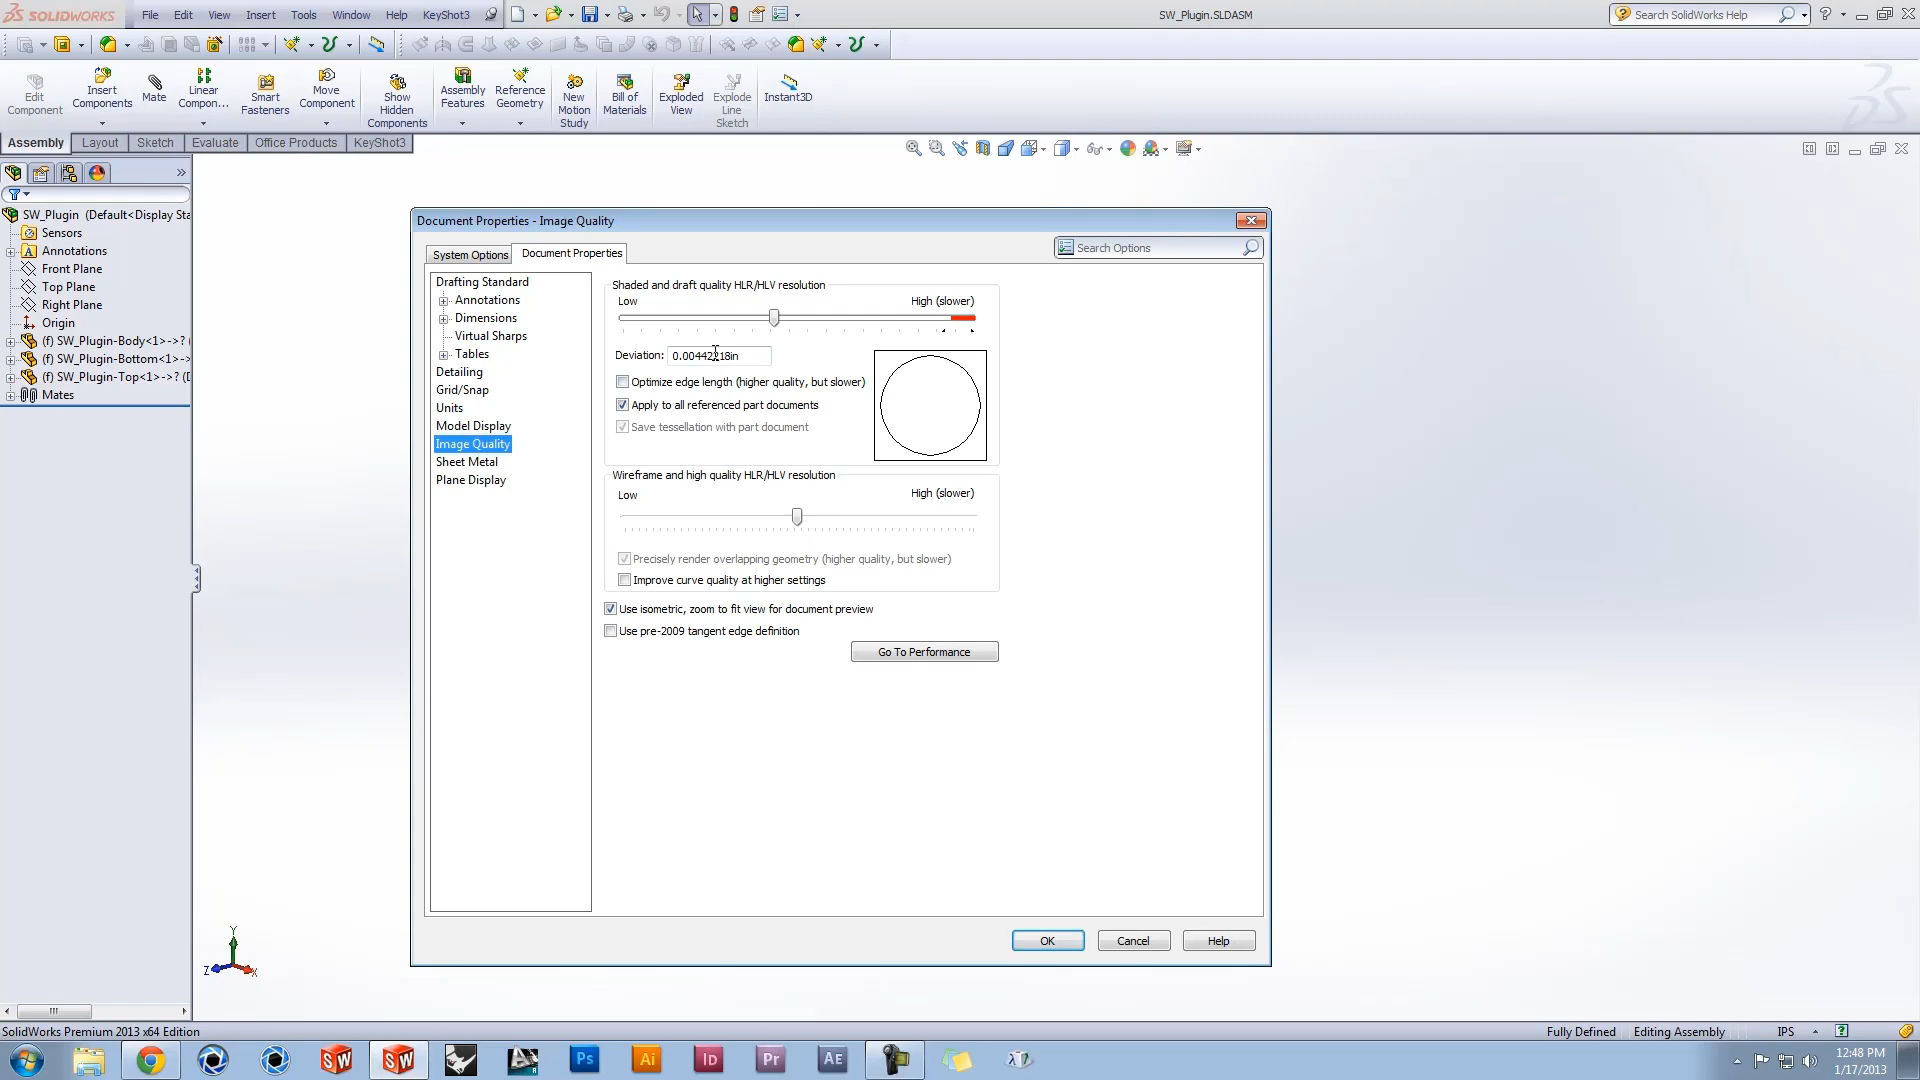 SOLIDWORKS File Edit View Insert Tools Window Help KeyShot3 SW_Plugin.SLDASM Search SolidWorks Help
Edit Component
Insert Components
Mate
Linear Compon...
Smart Fasteners
Move Component
Show Hidden Components
Assembly Features
Reference Geometry
New Motion Study
Bill of Materials
Exploded View
Explode Line Sketch
Instant3D
Assembly Layout Sketch Evaluate Office Products KeyShot3
SW_Plugin (Default<Display Sta
Sensors
Annotations
Front Plane
Top Plane
Right Plane
Origin
(f) SW_Plugin-Body<1>->? (
(f) SW_Plugin-Bottom<1>->
(f) SW_Plugin-Top<1>->? (D
Mates
Document Properties - Image Quality
System Options Document Properties
Search Options
Drafting Standard
Annotations
Dimensions
Virtual Sharps
Tables
Detailing
Grid/Snap
Units
Model Display
Image Quality
Sheet Metal
Plane Display
Shaded and draft quality HLR/HLV resolution
Low High (slower)
Deviation:
Optimize edge length (higher quality, but slower)
Apply to all referenced part documents
Save tessellation with part document
Wireframe and high quality HLR/HLV resolution
Low High (slower)
Precisely render overlapping geometry (higher quality, but slower)
Improve curve quality at higher settings
Use isometric, zoom to fit view for document preview
Use pre-2009 tangent edge definition
Go To Performance
OK Cancel Help
Y
Z X
SolidWorks Premium 2013 x64 Edition Fully Defined Editing Assembly IPS
SW SW Ps Ai Id Pr AE
12:48 PM
1/17/2013